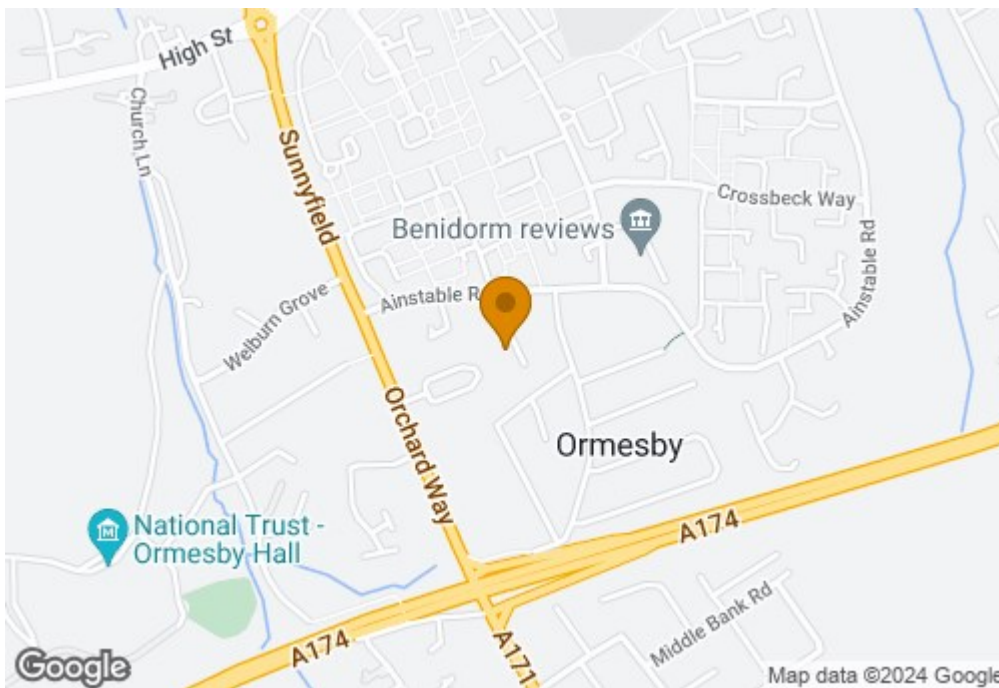 High St
Church Ln
Sunnyfield
Crossbeck Way
Benidorm reviews
Ainstable Rd
Ainstable R
Welburn Grove
Orchard Way
Ormesby
National Trust -
Ormesby Hall
A174
A174
Middle Bank Rd
A171
Google
Map data ©2024 Google